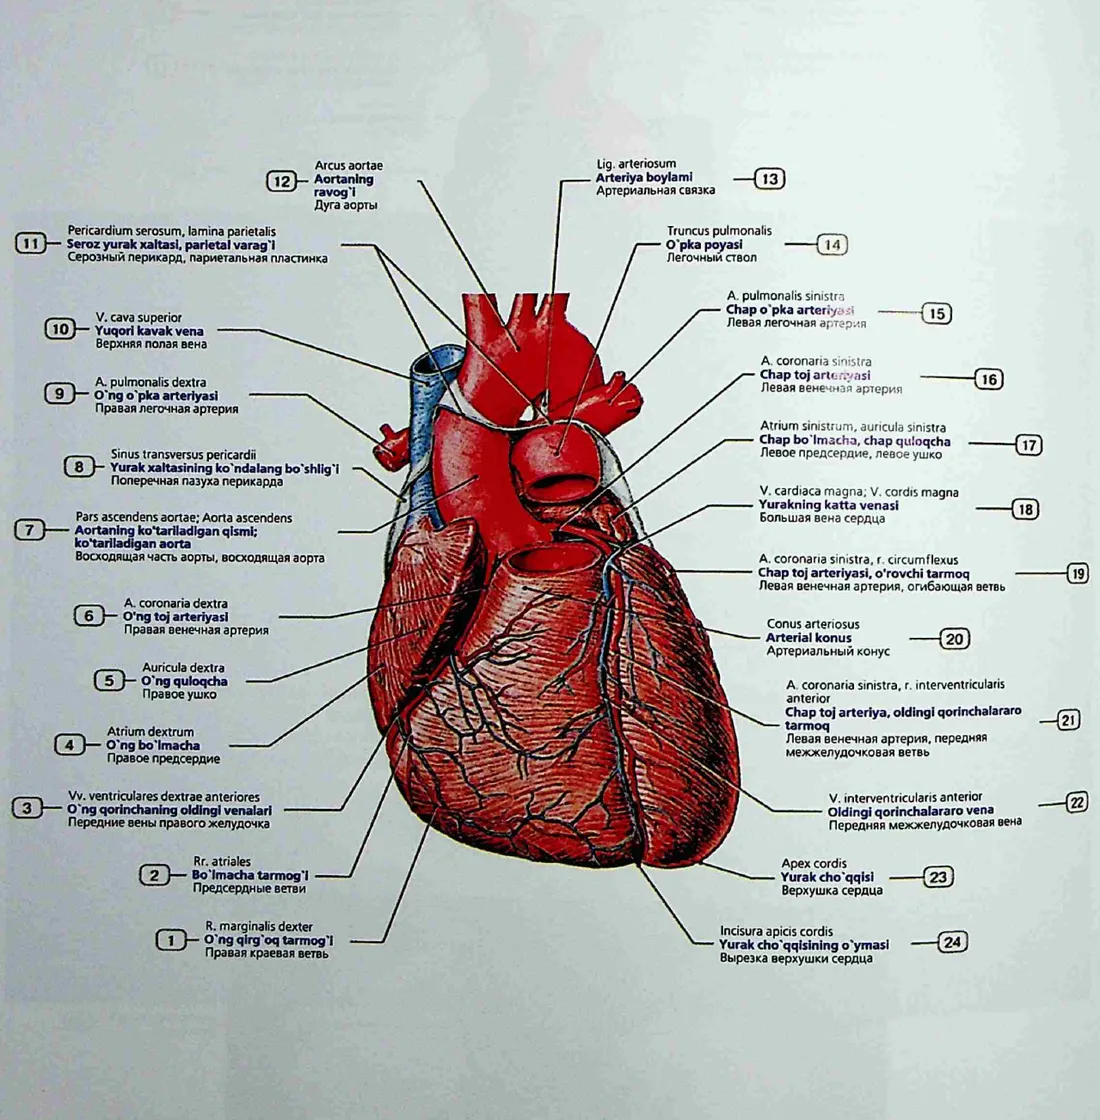 12
Arcus aortae
Aortaning
ravog'i
Дуга аорты
Lig. arteriosum
Arteriya boylami
Артериальная связка
13
11
Pericardium serosum, lamina parietalis
Seroz yurak xaltasi, parietal varag'i
Серозный перикард, париетальная пластинка
Truncus pulmonalis
O`pka poyasi
Легочный ствол
14
10
V. cava superior
Yuqori kavak vena
Верхняя полая вена
A. pulmonalis sinistra
Chap o`pka arteriyasi
Левая легочная артерия
15
9
A. pulmonalis dextra
O`ng o`pka arteriyasi
Правая легочная артерия
A. coronaria sinistra
Chap toj arteriyasi
Левая венечная артерия
16
8
Sinus transversus pericardii
Yurak xaltasining ko`ndalang bo`shlig`i
Поперечная пазуха перикарда
Atrium sinistrum, auricula sinistra
Chap bo`lmacha, chap quloqcha
Левое предсердие, левое ушко
17
7
Pars ascendens aortae; Aorta ascendens
Aortaning ko'tariladigan qismi;
ko'tariladigan aorta
Восходящая часть аорты, восходящая аорта
V. cardiaca magna; V. cordis magna
Yurakning katta venasi
Большая вена сердца
18
6
A. coronaria dextra
O'ng toj arteriyasi
Правая венечная артерия
A. coronaria sinistra, r. circumflexus
Chap toj arteriyasi, o'rovchi tarmoq
Левая венечная артерия, огибающая ветвь
19
5
Auricula dextra
O`ng quloqcha
Правое ушко
Conus arteriosus
Arterial konus
Артериальный конус
20
4
Atrium dextrum
O`ng bo`lmacha
Правое предсердие
A. coronaria sinistra, r. interventricularis
anterior
Chap toj arteriya, oldingi qorinchalararo
tarmoq
Левая венечная артерия, передняя
межжелудочковая ветвь
21
3
Vv. ventriculares dextrae anteriores
O`ng qorinchaning oldingi venalari
Передние вены правого желудочка
V. interventricularis anterior
Oldingi qorinchalararo vena
Передняя межжелудочковая вена
22
2
Rr. atriales
Bo`lmacha tarmog`i
Предсердные ветви
Apex cordis
Yurak cho`qqisi
Верхушка сердца
23
1
R. marginalis dexter
O`ng qirg`oq tarmog`i
Правая краевая ветвь
Incisura apicis cordis
Yurak cho`qqisining o`ymasi
Вырезка верхушки сердца
24